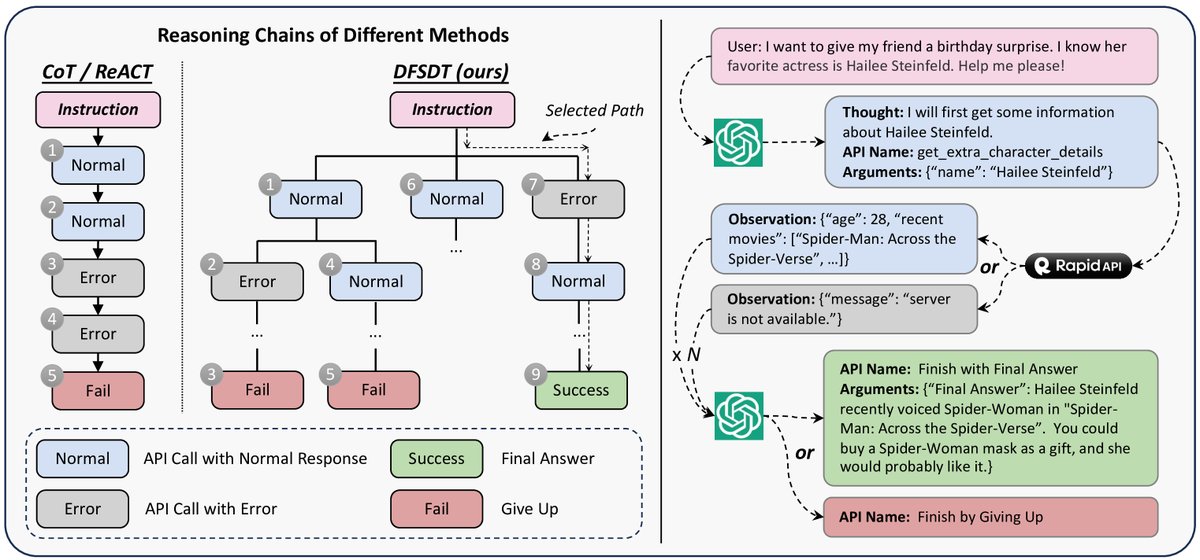 Reasoning Chains of Different Methods
CoT / ReACT
Instruction
1
Normal
2
Normal
3
Error
4
Error
5
Fail
DFSDT (ours)
Instruction
Selected Path
1
Normal
6
Normal
...
7
Error
2
Error
4
Normal
8
Normal
...
...
...
3
Fail
5
Fail
9
Success
Normal
API Call with Normal Response
Success
Final Answer
Error
API Call with Error
Fail
Give Up
User: I want to give my friend a birthday surprise. I know her
favorite actress is Hailee Steinfeld. Help me please!
Thought: I will first get some information
about Hailee Steinfeld.
API Name: get_extra_character_details
Arguments: {“name”: “Hailee Steinfeld”}
Observation: {“age”: 28, “recent
movies”: [“Spider-Man: Across the
Spider-Verse”, …]}
or
Rapid API
Observation: {“message”: “server
is not available.”}
x N
API Name: Finish with Final Answer
Arguments: {“Final Answer”: Hailee Steinfeld
recently voiced Spider-Woman in "Spider-
Man: Across the Spider-Verse”. You could
buy a Spider-Woman mask as a gift, and she
would probably like it.}
or
API Name: Finish by Giving Up